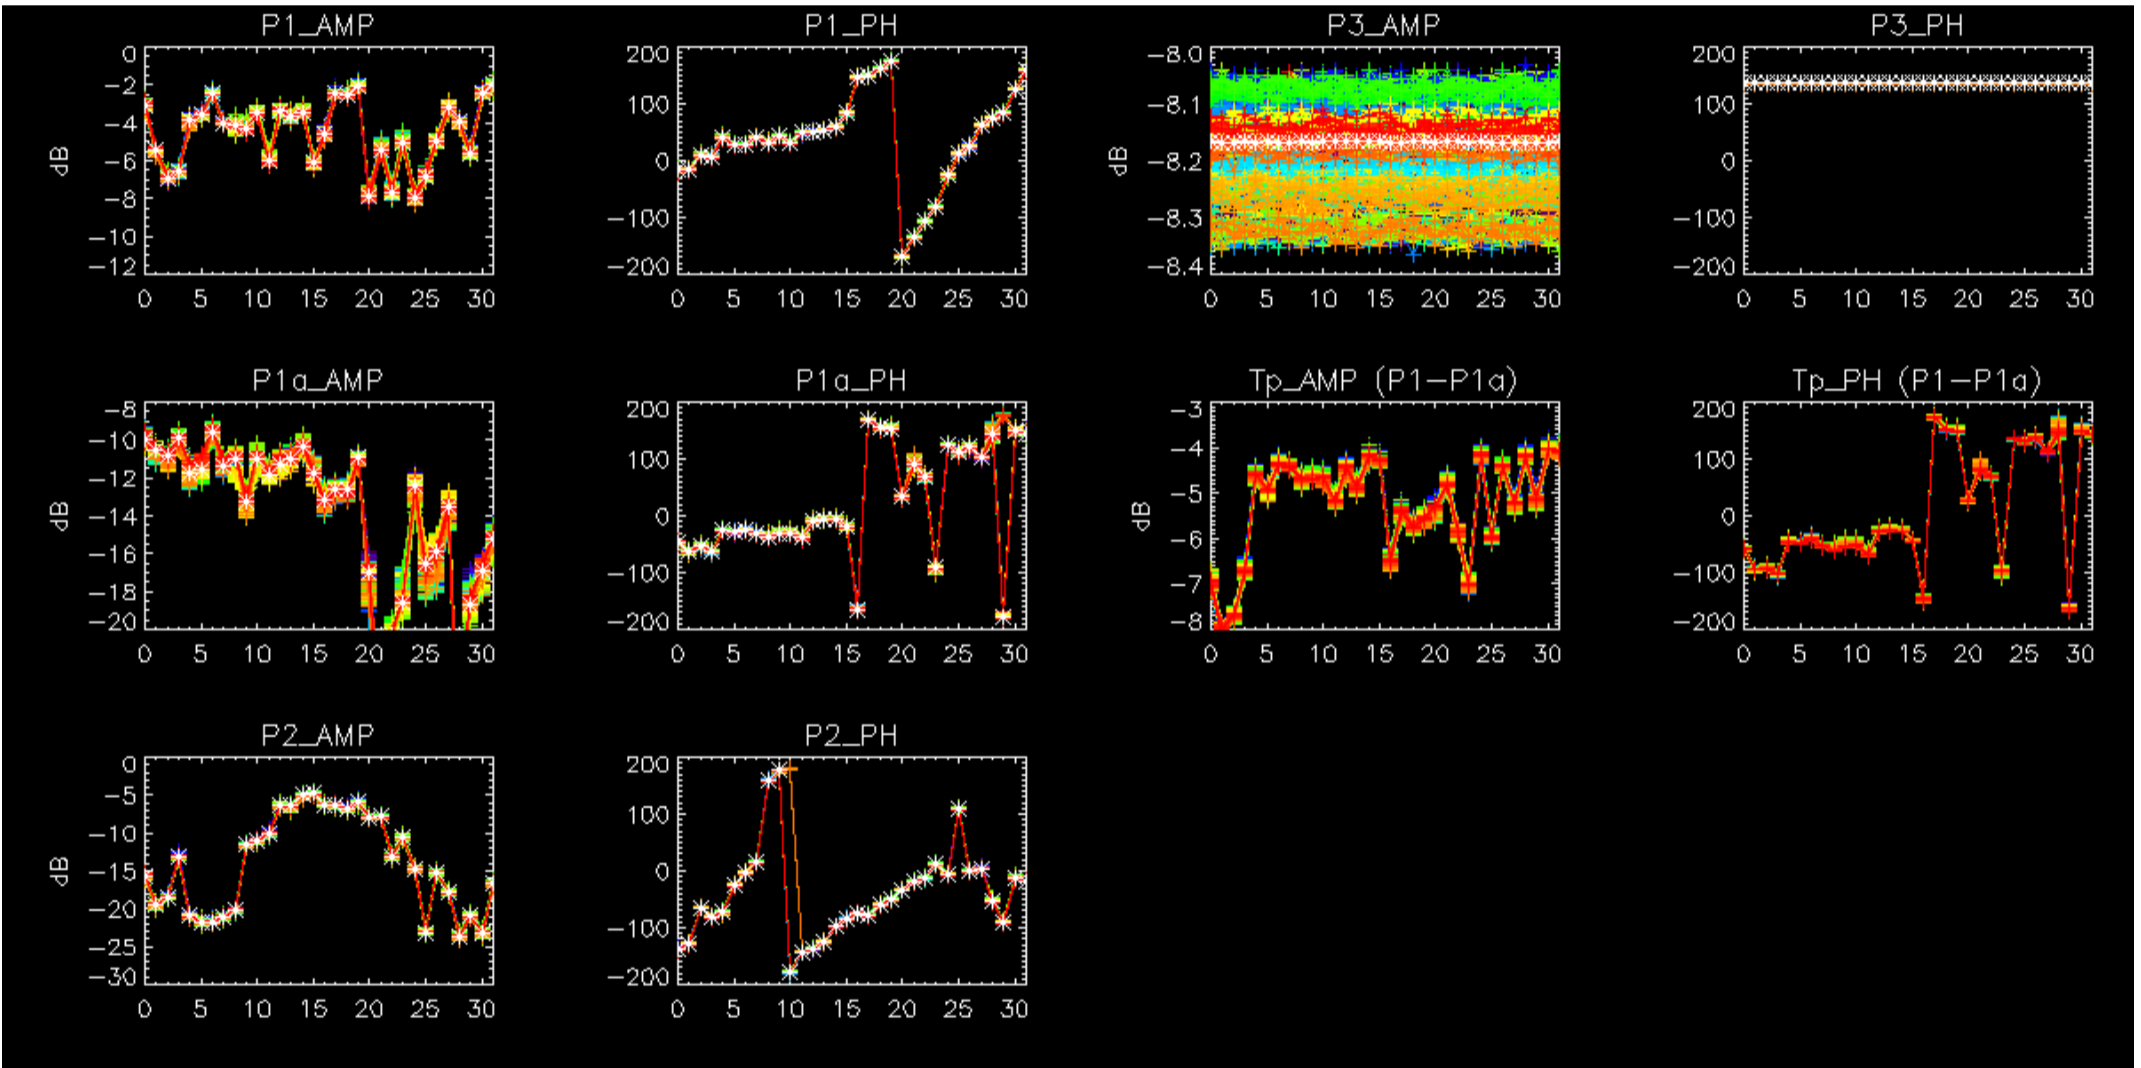 P1_AMP
P1_PH
P3_AMP
P3_PH
0
−2
−4
−6
−8
−10
−12
dB
0 5 10 15 20 25 30
200
100
0
−100
−200
0 5 10 15 20 25 30
−8.0
−8.1
−8.2
−8.3
−8.4
dB
0 5 10 15 20 25 30
200
100
0
−100
−200
0 5 10 15 20 25 30
P1a_AMP
P1a_PH
Tp_AMP (P1−P1a)
Tp_PH (P1−P1a)
−8
−10
−12
−14
−16
−18
−20
dB
0 5 10 15 20 25 30
200
100
0
−100
−200
0 5 10 15 20 25 30
−3
−4
−5
−6
−7
−8
dB
0 5 10 15 20 25 30
200
100
0
−100
−200
0 5 10 15 20 25 30
P2_AMP
P2_PH
0
−5
−10
−15
−20
−25
−30
dB
0 5 10 15 20 25 30
200
100
0
−100
−200
0 5 10 15 20 25 30